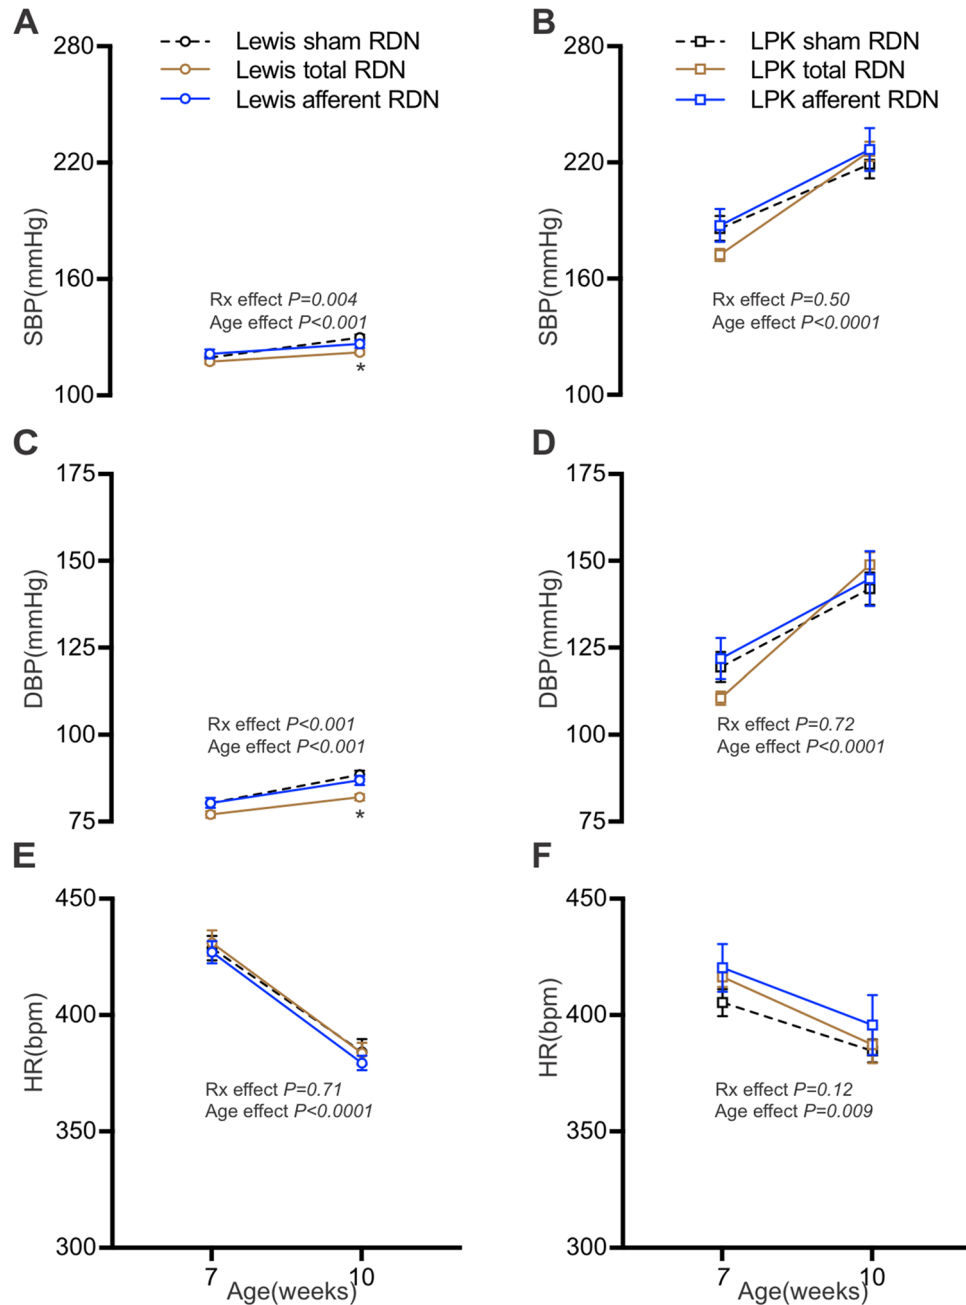 A
280
Lewis sham RDN
Lewis total RDN
Lewis afferent RDN
220
160
100
SBP(mmHg)
Rx effect P=0.004
Age effect P<0.001
*
B
280
LPK sham RDN
LPK total RDN
LPK afferent RDN
220
160
100
SBP(mmHg)
Rx effect P=0.50
Age effect P<0.0001
C
175
150
125
100
75
DBP(mmHg)
Rx effect P<0.001
Age effect P<0.001
*
D
175
150
125
100
75
DBP(mmHg)
Rx effect P=0.72
Age effect P<0.0001
E
450
400
350
300
HR(bpm)
Rx effect P=0.71
Age effect P<0.0001
7
10
Age(weeks)
F
450
400
350
300
HR(bpm)
Rx effect P=0.12
Age effect P=0.009
7
10
Age(weeks)